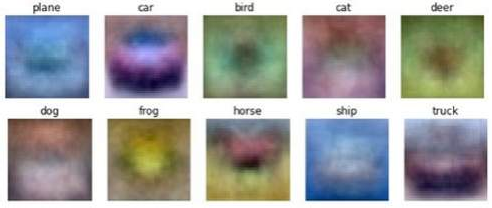 plane car bird cat deer
dog frog horse ship truck